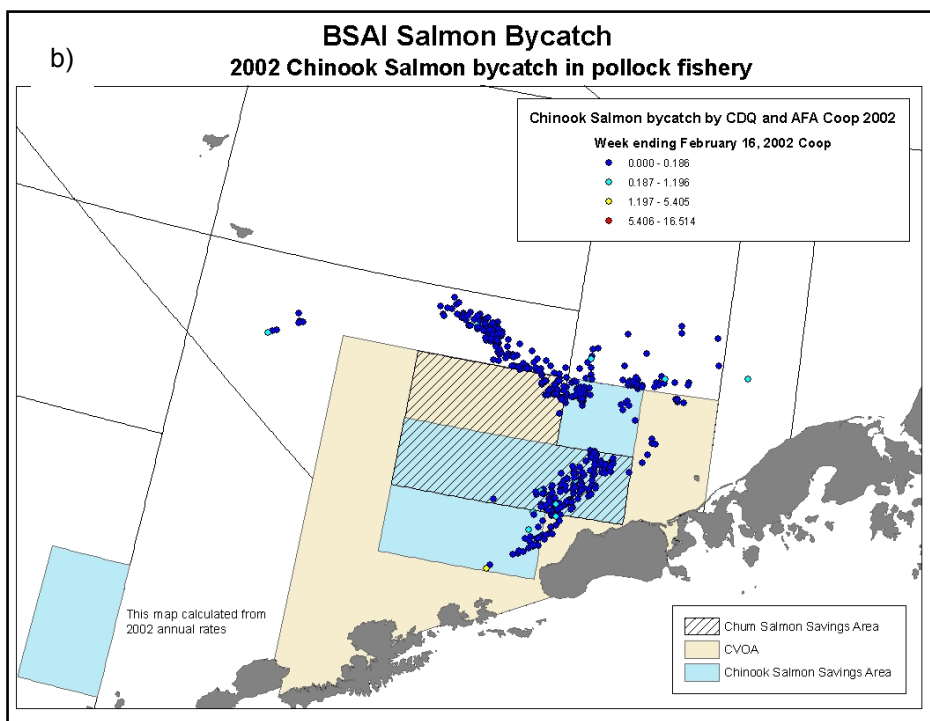 b)
BSAI Salmon Bycatch
2002 Chinook Salmon bycatch in pollock fishery
Chinook Salmon bycatch by CDQ and AFA Coop 2002
Week ending February 16, 2002 Coop
0.000 - 0.186
0.187 - 1.196
1.197 - 5.405
5.406 - 16.514
This map calculated from
2002 annual rates
Chum Salmon Savings Area
CVOA
Chinook Salmon Savings Area